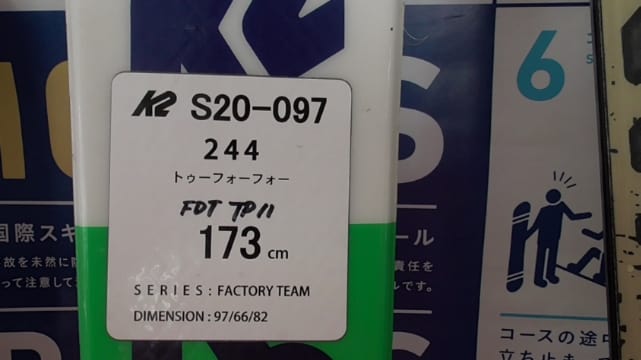 K2 S20-097
244
トゥーフォーフォー
FDT TP11
173 cm
SERIES : FACTORY TEAM
DIMENSION : 97/66/82
国際スキ
故を未然に防
って注意して
S
ール
責任を
ルです。
6
コースの途中
立ち止ま